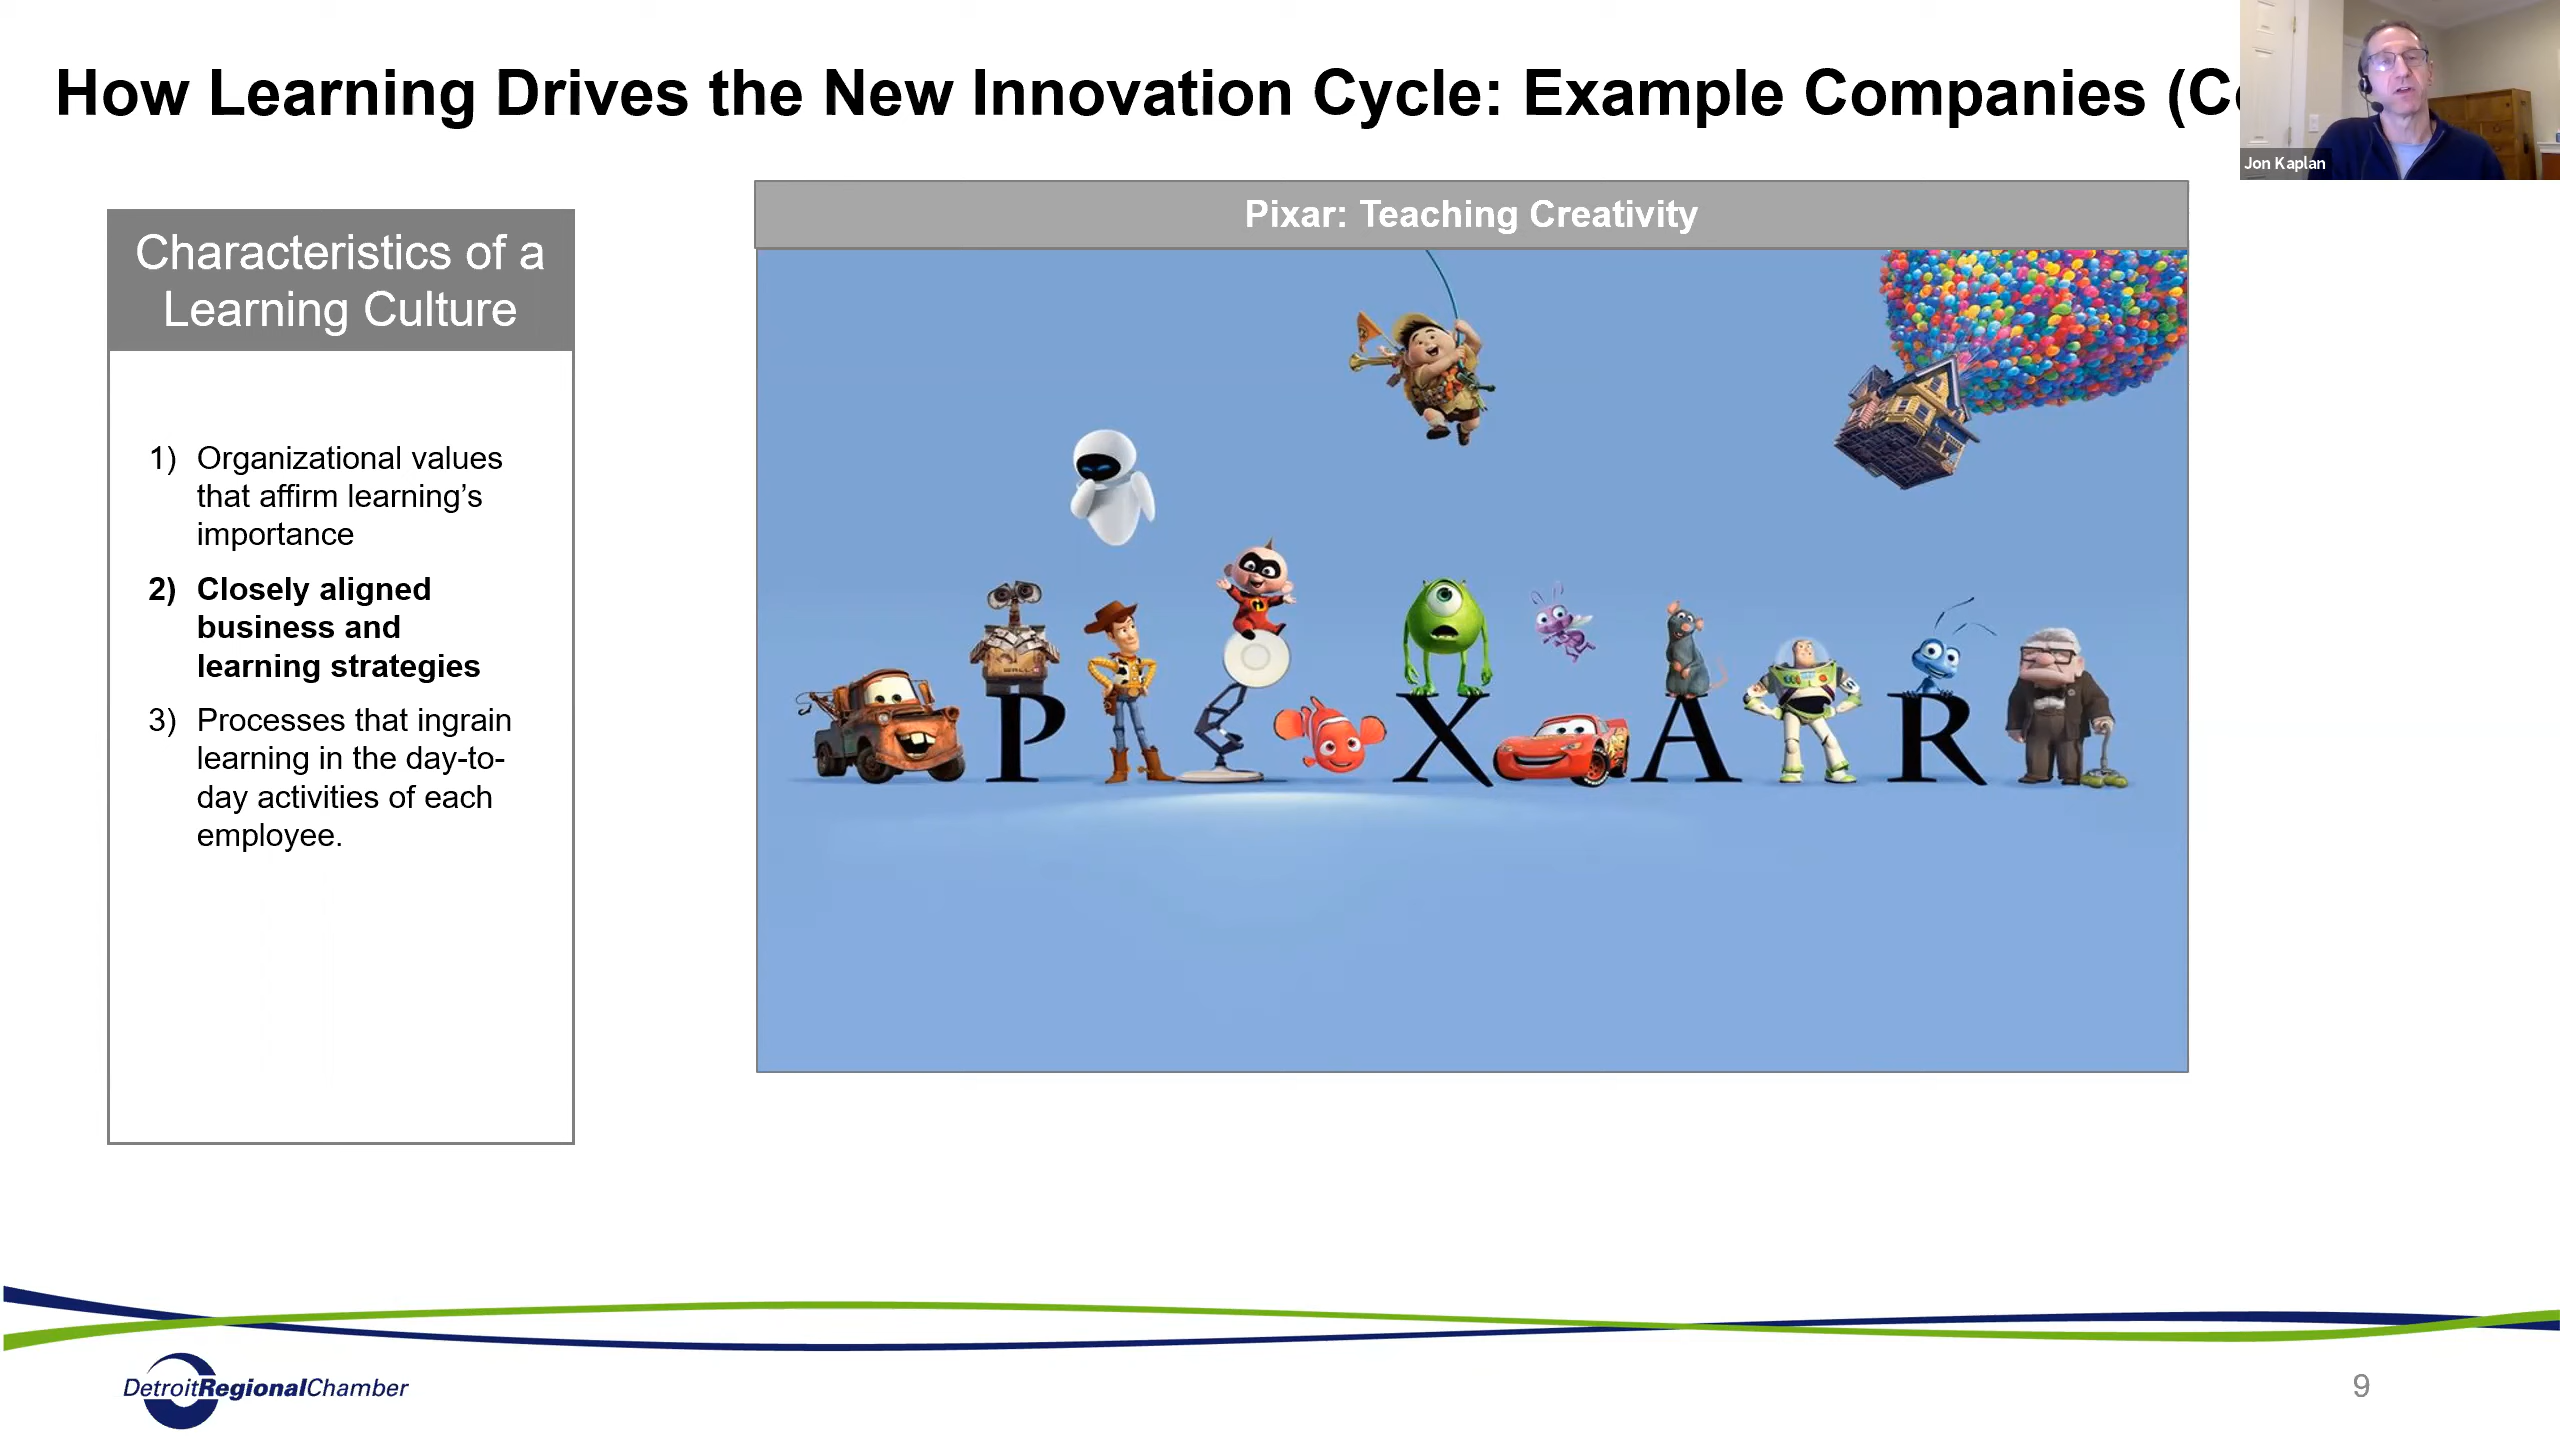 How Learning Drives the New Innovation Cycle: Example Companies (C
Jon Kaplan
Characteristics of a
Learning Culture
1) Organizational values
that affirm learning’s
importance
2) Closely aligned
business and
learning strategies
3) Processes that ingrain
learning in the day-to-
day activities of each
employee.
Pixar: Teaching Creativity
WALL•E
P X A R
DetroitRegionalChamber
9